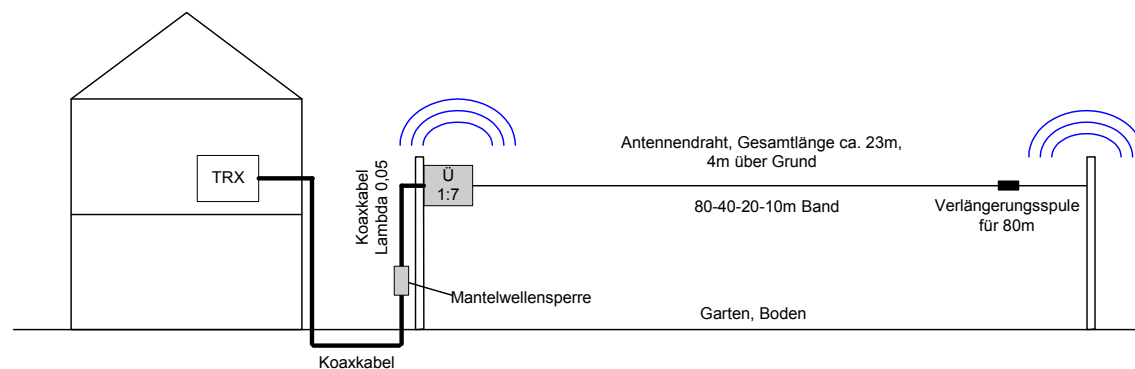 TRX
Koaxkabel
Koaxkabel
Lambda 0,05
Ü
1:7
Mantelwellensperre
Antennendraht, Gesamtlänge ca. 23m,
4m über Grund
80-40-20-10m Band
Verlängerungsspule
für 80m
Garten, Boden